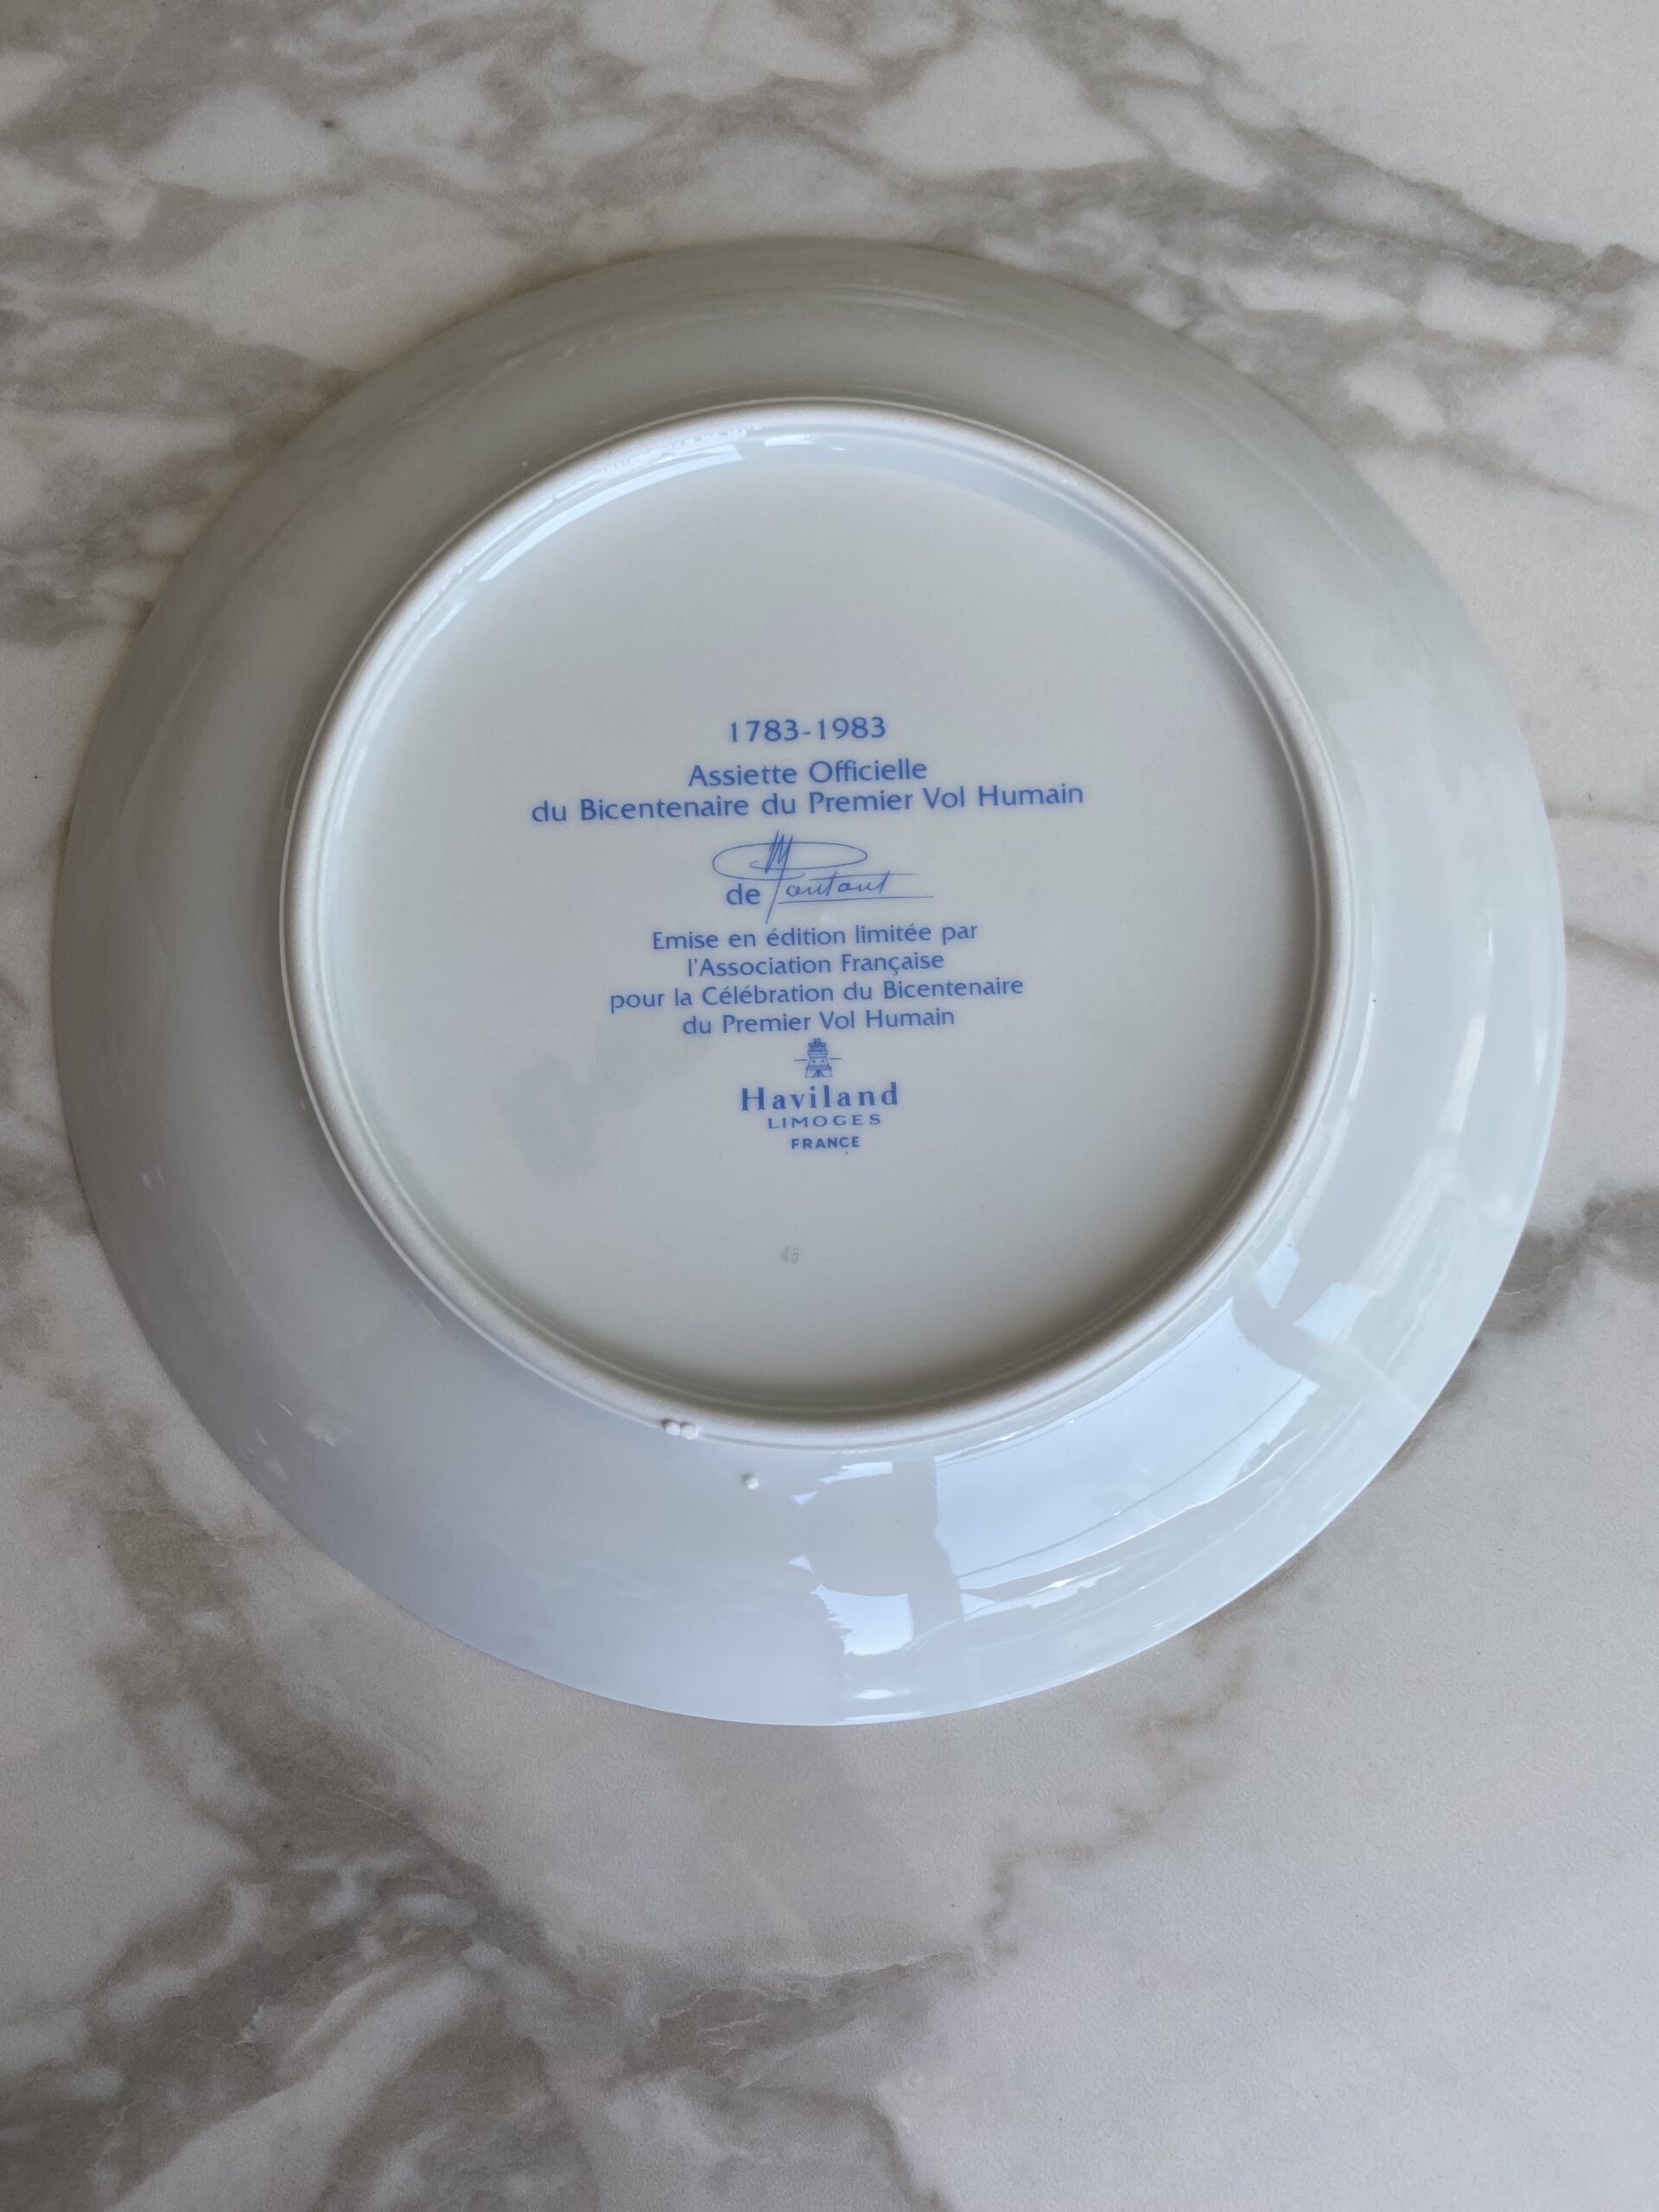 1783-1983
Assiette Officielle
du Bicentenaire du Premier Vol Humain
de
Emise en édition limitée par
l'Association Française
pour la Célébration du Bicentenaire
du Premier Vol Humain
Haviland
LIMOGES
FRANCE
45